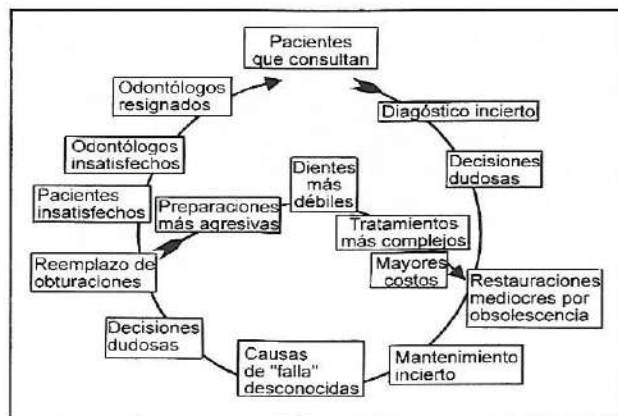 Pacientes
que consultan
Diagóstico incierto
Decisiones
dudosas
Restauraciones
mediocres por
obsolescencia
Mantenimiento
incierto
Causas
de "falla"
desconocidas
Decisiones
dudosas
Reemplazo de
obturaciones
Pacientes
insatisfechos
Odontólogos
insatisfechos
Odontólogos
resignados
Preparaciones
más agresivas
Dientes
más
débiles
Tratamientos
más complejos
Mayores
costos